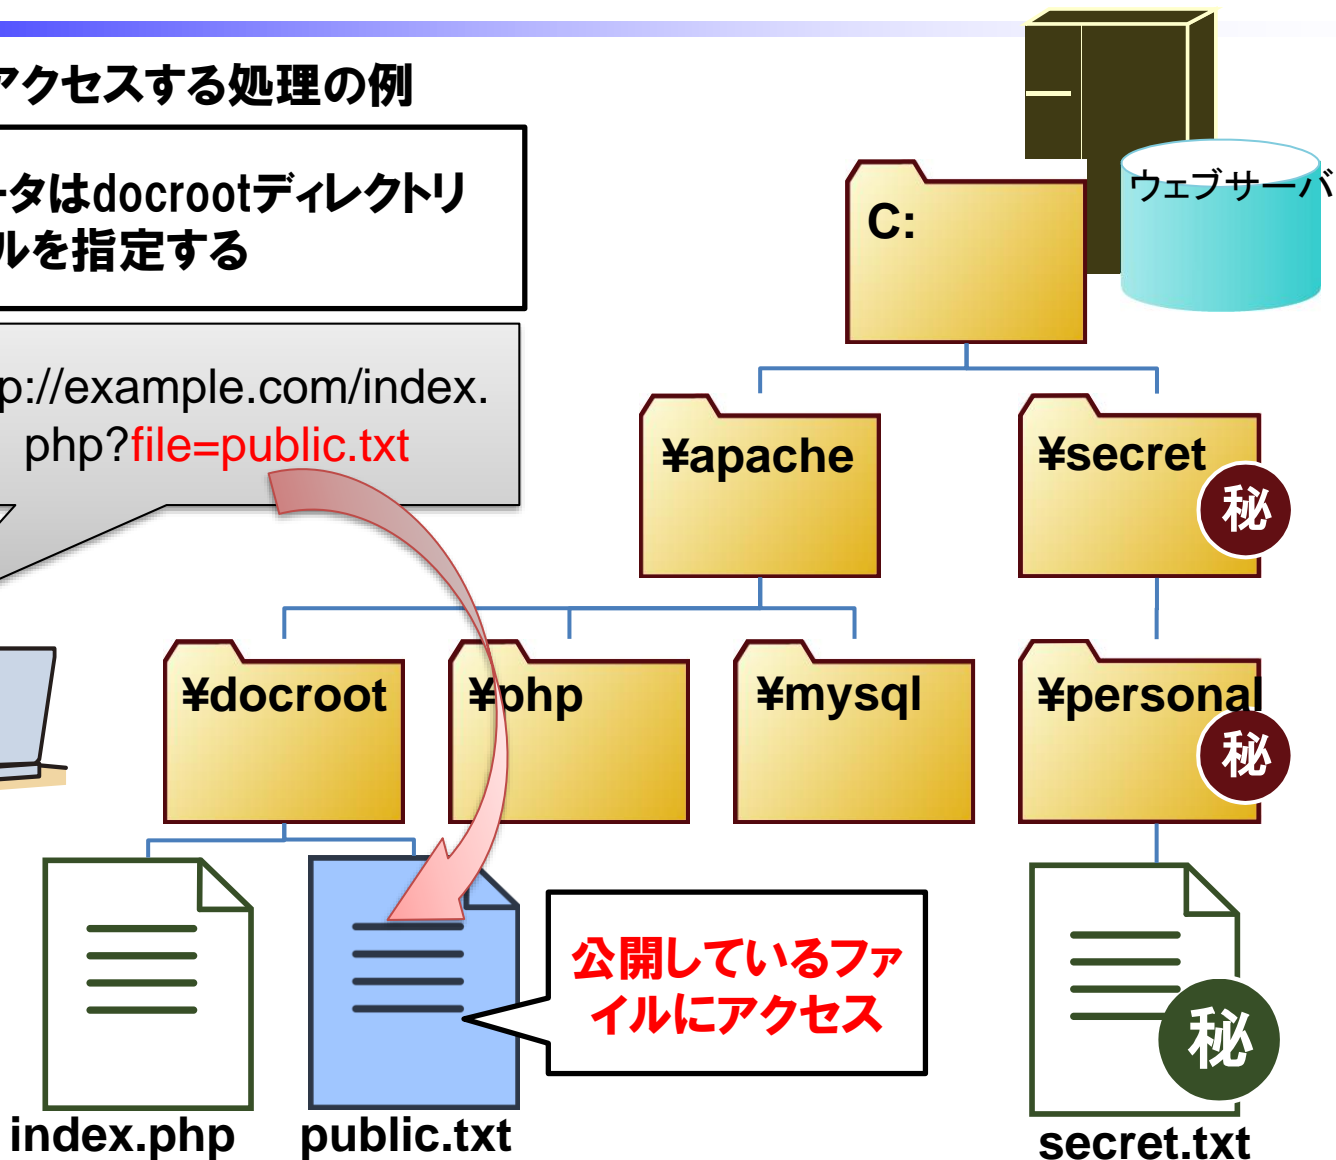 アクセスする処理の例
ータはdocrootディレクトリ
ルを指定する
p://example.com/index.
php?file=public.txt
ウェブサーバ
C:
¥apache
¥secret
秘
¥docroot
¥php
¥mysql
¥personal
秘
公開しているファ
イルにアクセス
秘
index.php
public.txt
secret.txt